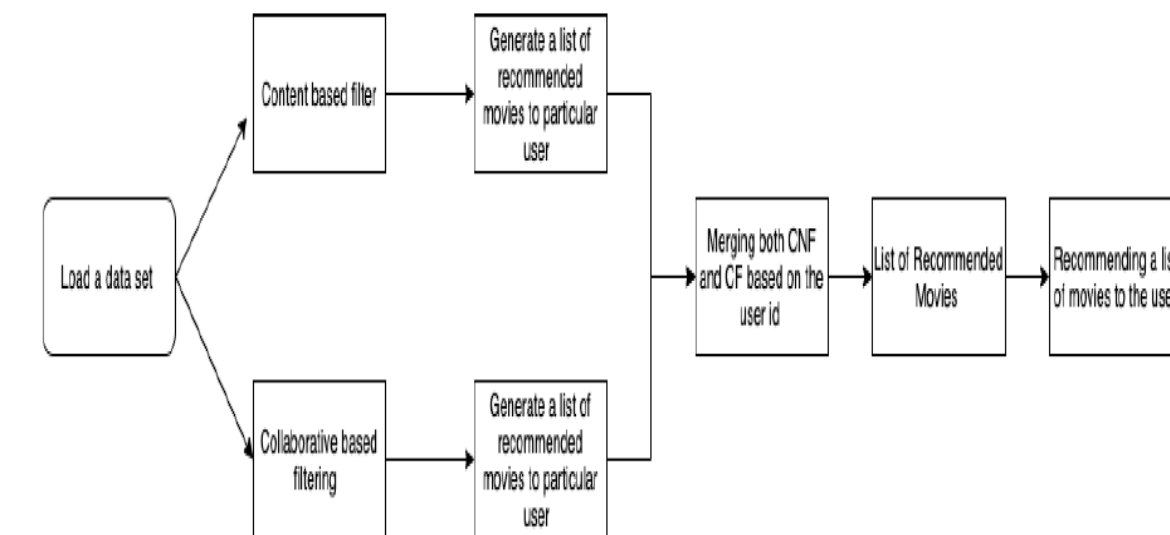 Content based filter
Generate a list of
recommended
movies to particular
user
Load a data set
Merging both CNF
and CF based on the
user id
List of Recommended
Movies
Recommending a lis
of movies to the use
Collaborative based
filtering
Generate a list of
recommended
movies to particular
user